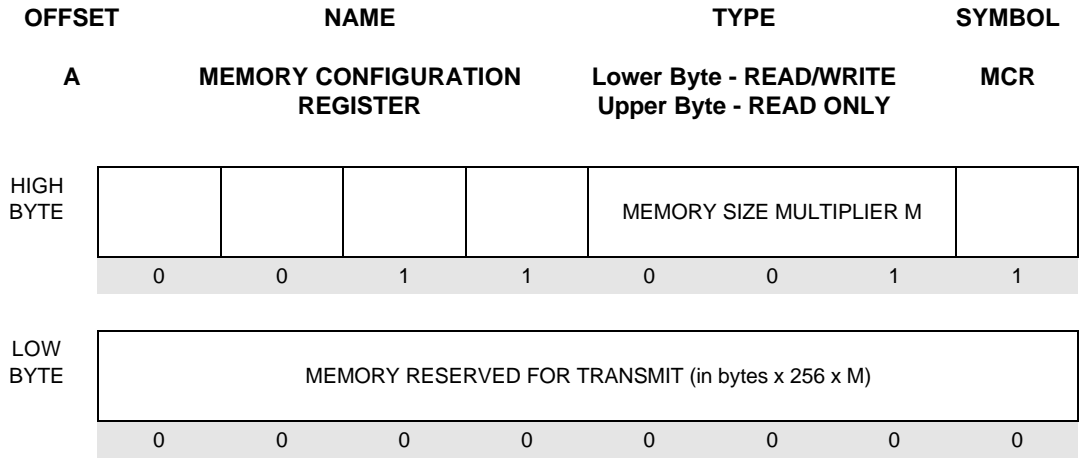 OFFSET NAME TYPE SYMBOL
A MEMORY CONFIGURATION REGISTER Lower Byte - READ/WRITE Upper Byte - READ ONLY MCR
HIGH BYTE MEMORY SIZE MULTIPLIER M
0 0 1 1 0 0 1 1
LOW BYTE MEMORY RESERVED FOR TRANSMIT (in bytes x 256 x M)
0 0 0 0 0 0 0 0